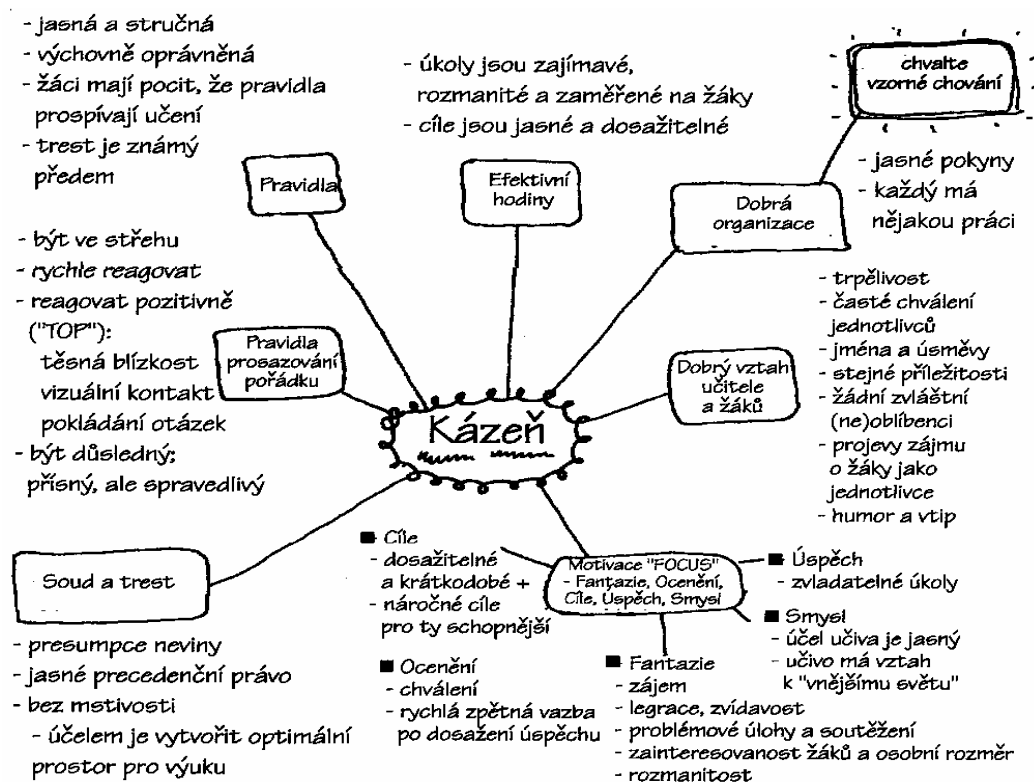 - jasná a stručná
- výchovně oprávněná
- žáci mají pocit, že pravidla
prospívají učení
- trest je známý
předem
Pravidla
- úkoly jsou zajímavé,
rozmanité a zaměřené na žáky
- cíle jsou jasné a dosažitelné
Efektivní
hodiny
chvalte
vzorné chování
Dobrá
organizace
- jasné pokyny
- každý má
nějakou práci
- být ve střehu
- rychle reagovat
- reagovat pozitivně
("TOP"):
těsná blízkost
vizuální kontakt
pokládání otázek
- být důsledný;
přísný, ale spravedlivý
Pravidla
prosazování
pořádku
Kázeň
Dobrý vztah
učitele
a žáků
- trpělivost
- časté chválení
jednotlivců
- jména a úsměvy
- stejné příležitosti
- žádní zvláštní
(ne)oblíbenci
- projevy zájmu
o žáky jako
jednotlivce
- humor a vtip
Soud a trest
- presumpce neviny
- jasné precedenční právo
- bez mstivosti
- účelem je vytvořit optimální
prostor pro výuku
Motivace "FOCUS"
- Fantazie, Ocenění,
Cíle, Úspěch, Smysl
■ Cíle
- dosažitelné
a krátkodobé +
- náročné cíle
pro ty schopnější
■ Ocenění
- chválení
- rychlá zpětná vazba
po dosažení úspěchu
■ Fantazie
- zájem
- legrace, zvídavost
- problémové úlohy a soutěžení
- zainteresovanost žáků a osobní rozměr
- rozmanitost
■ Úspěch
- zvladatelné úkoly
■ Smysl
- účel učiva je jasný
- učivo má vztah
k "vnějšímu světu"